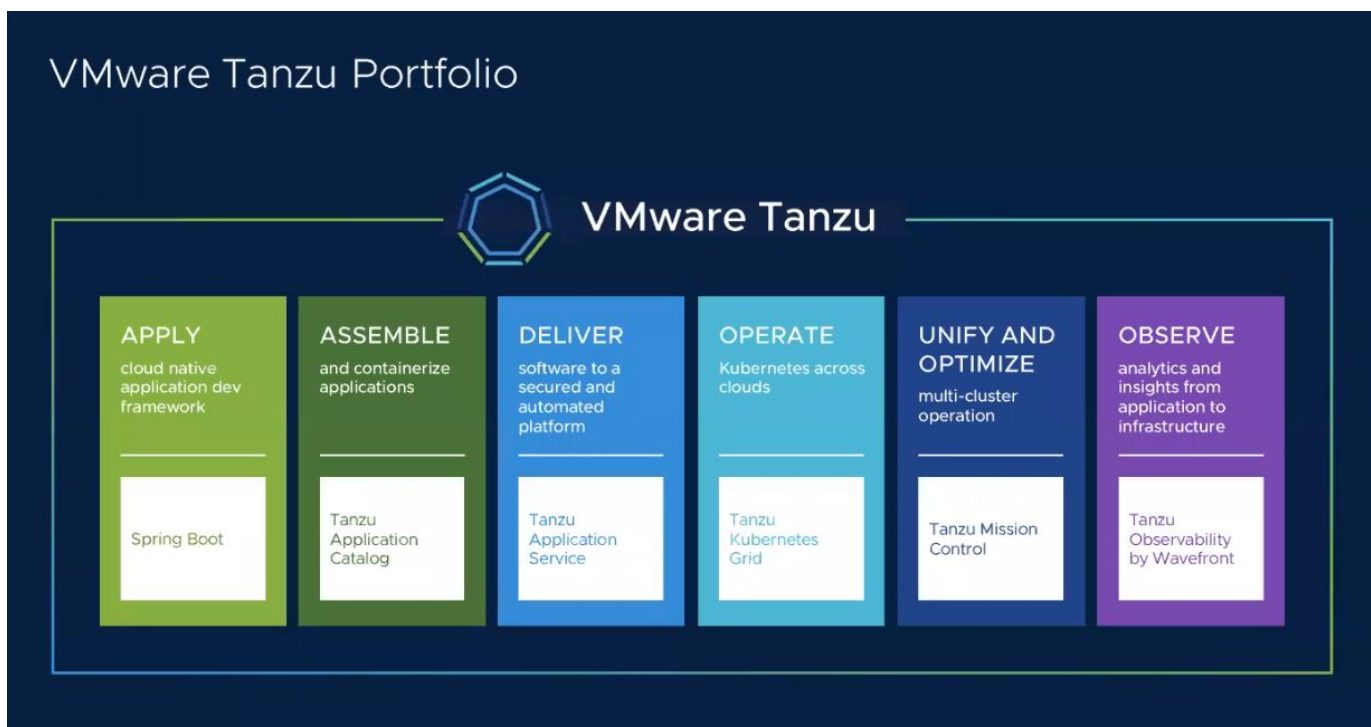 VMware Tanzu Portfolio
VMware Tanzu
APPLY
cloud native
application dev
framework
Spring Boot
ASSEMBLE
and containerize
applications
Tanzu
Application
Catalog
DELIVER
software to a
secured and
automated
platform
Tanzu
Application
Service
OPERATE
Kubernetes across
clouds
Tanzu
Kubernetes
Grid
UNIFY AND
OPTIMIZE
multi-cluster
operation
Tanzu Mission
Control
OBSERVE
analytics and
insights from
application to
infrastructure
Tanzu
Observability
by Wavefront